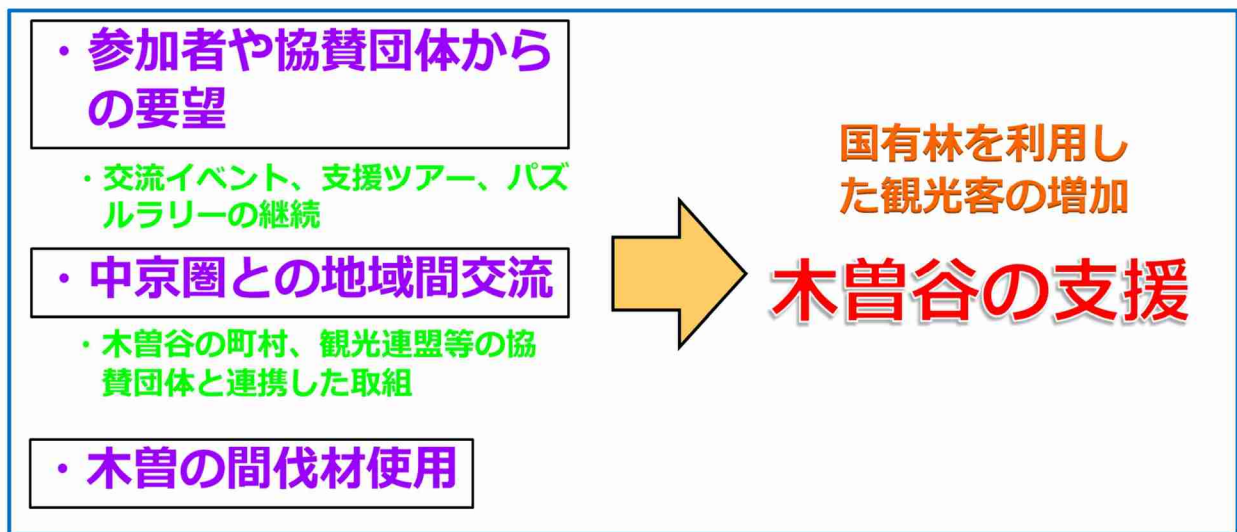 ・参加者や協賛団体から
の要望
・交流イベント、支援ツアー、パズ
ルラリーの継続
・中京圏との地域間交流
・木曽谷の町村、観光連盟等の協
賛団体と連携した取組
・木曽の間伐材使用
国有林を利用し
た観光客の増加
木曽谷の支援